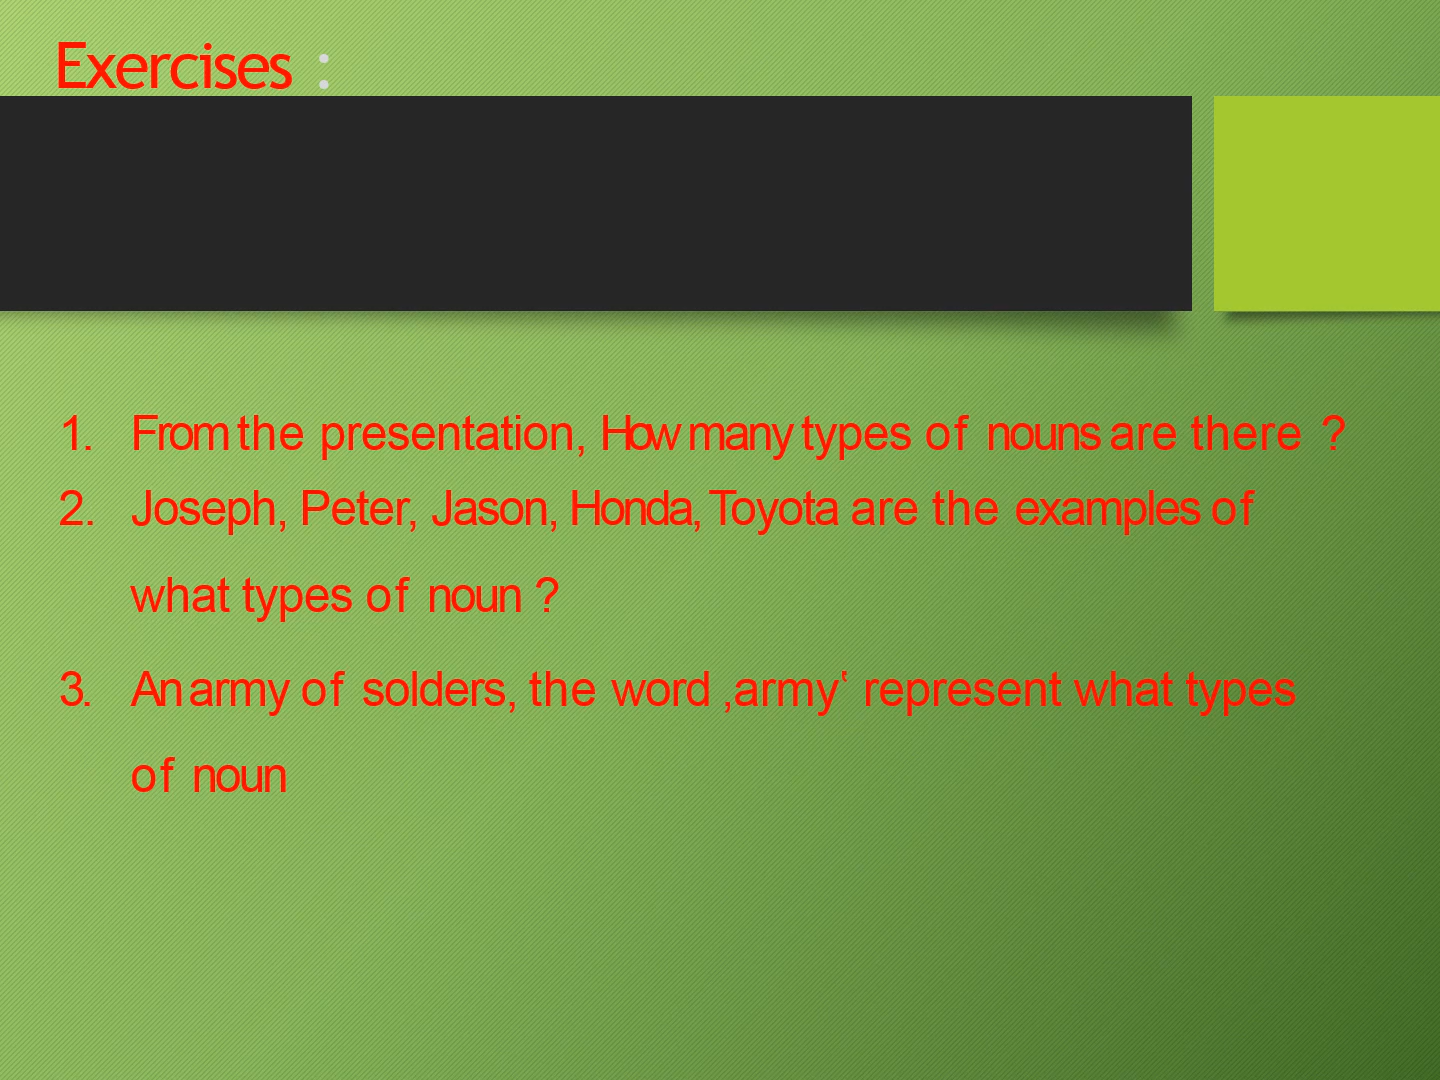 Exercises :
1. From the presentation, How many types of nouns are there ?
2. Joseph, Peter, Jason, Honda, Toyota are the examples of
what types of noun ?
3. An army of solders, the word ‚army‛ represent what types
of noun